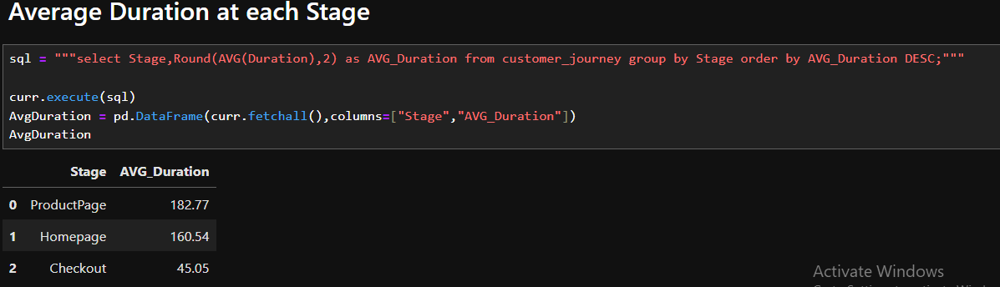 Average Duration at each Stage
sql = """select Stage,Round(AVG(Duration),2) as AVG_Duration from customer_journey group by Stage order by AVG_Duration DESC;"""
curr.execute(sql)
AvgDuration = pd.DataFrame(curr.fetchall(),columns=["Stage","AVG_Duration"])
AvgDuration
Stage AVG_Duration
0 ProductPage 182.77
1 Homepage 160.54
2 Checkout 45.05
Activate Windows